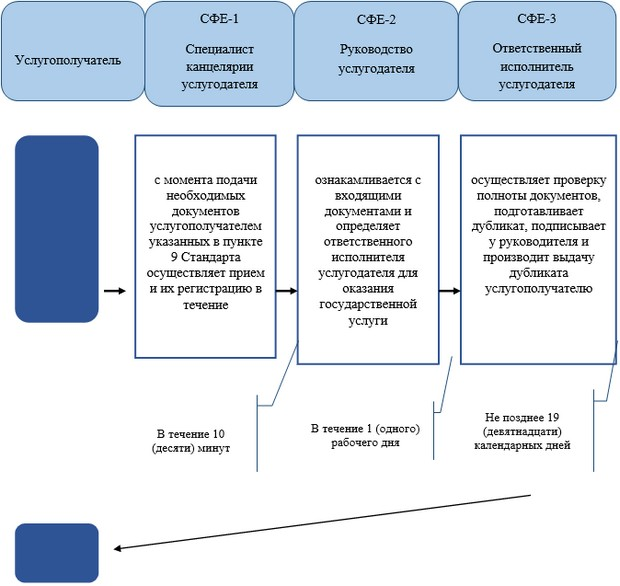 Услугополучатель
СФЕ-1
Специалист
канцелярии
услугодателя
СФЕ-2
Руководство
услугодателя
СФЕ-3
Ответственный
исполнитель
услугодателя
с момента подачи
необходимых
документов
услугополучателем
указанных в пункте
9 Стандарта
осуществляет прием
и их регистрацию в
течение
ознакамливается с
входящими
документами и
определяет
ответственного
исполнителя
услугодателя для
оказания
государственной
услуги
осуществляет проверку
полноты документов,
подготавливает
дубликат, подписывает
у руководителя и
производит выдачу
дубликата
услугополучателю
В течение 10
(десяти) минут
В течение 1 (одного)
рабочего дня
Не позднее 19
(девятнадцати)
календарных дней